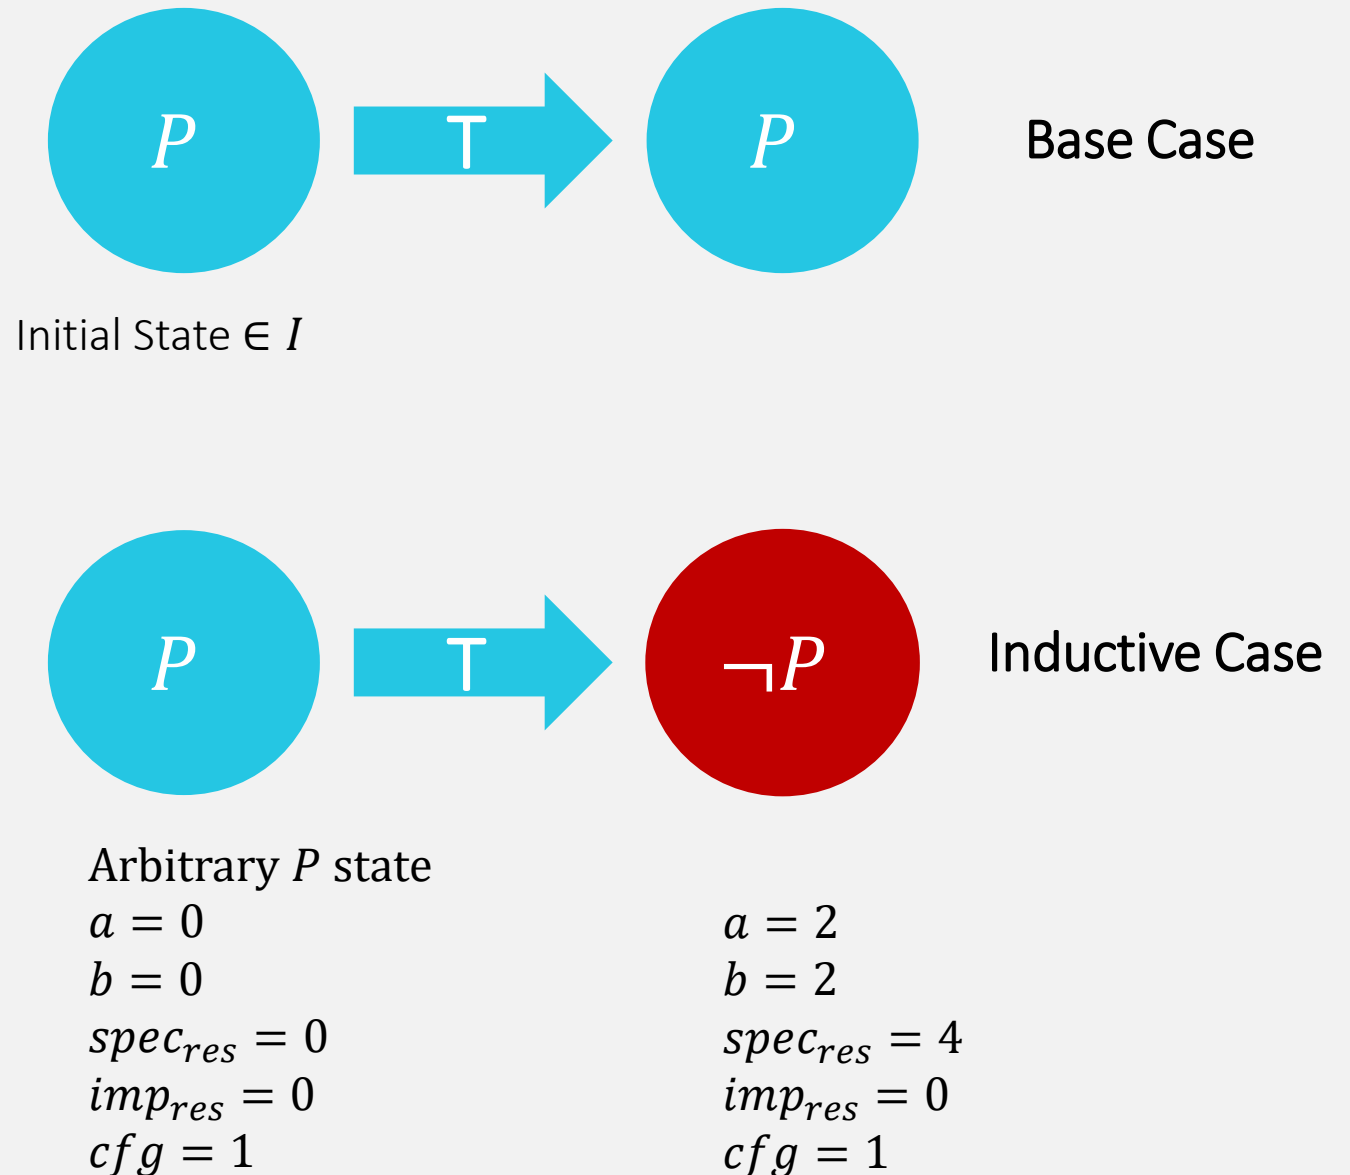 P T P Base Case
Initial State ∈ I
P T ¬P Inductive Case
Arbitrary P state
a = 0 a = 2
b = 0 b = 2
spec_res = 0 spec_res = 4
imp_res = 0 imp_res = 0
cfg = 1 cfg = 1